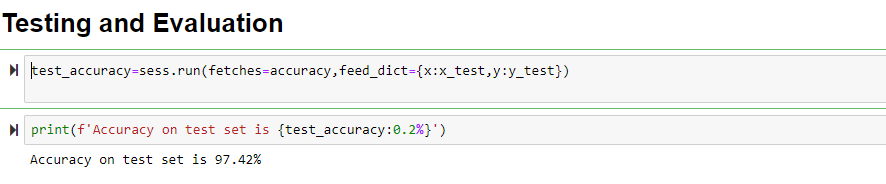 Testing and Evaluation
test_accuracy=sess.run(fetches=accuracy,feed_dict={x:x_test,y:y_test})
print(f'Accuracy on test set is {test_accuracy:0.2%}')
Accuracy on test set is 97.42%